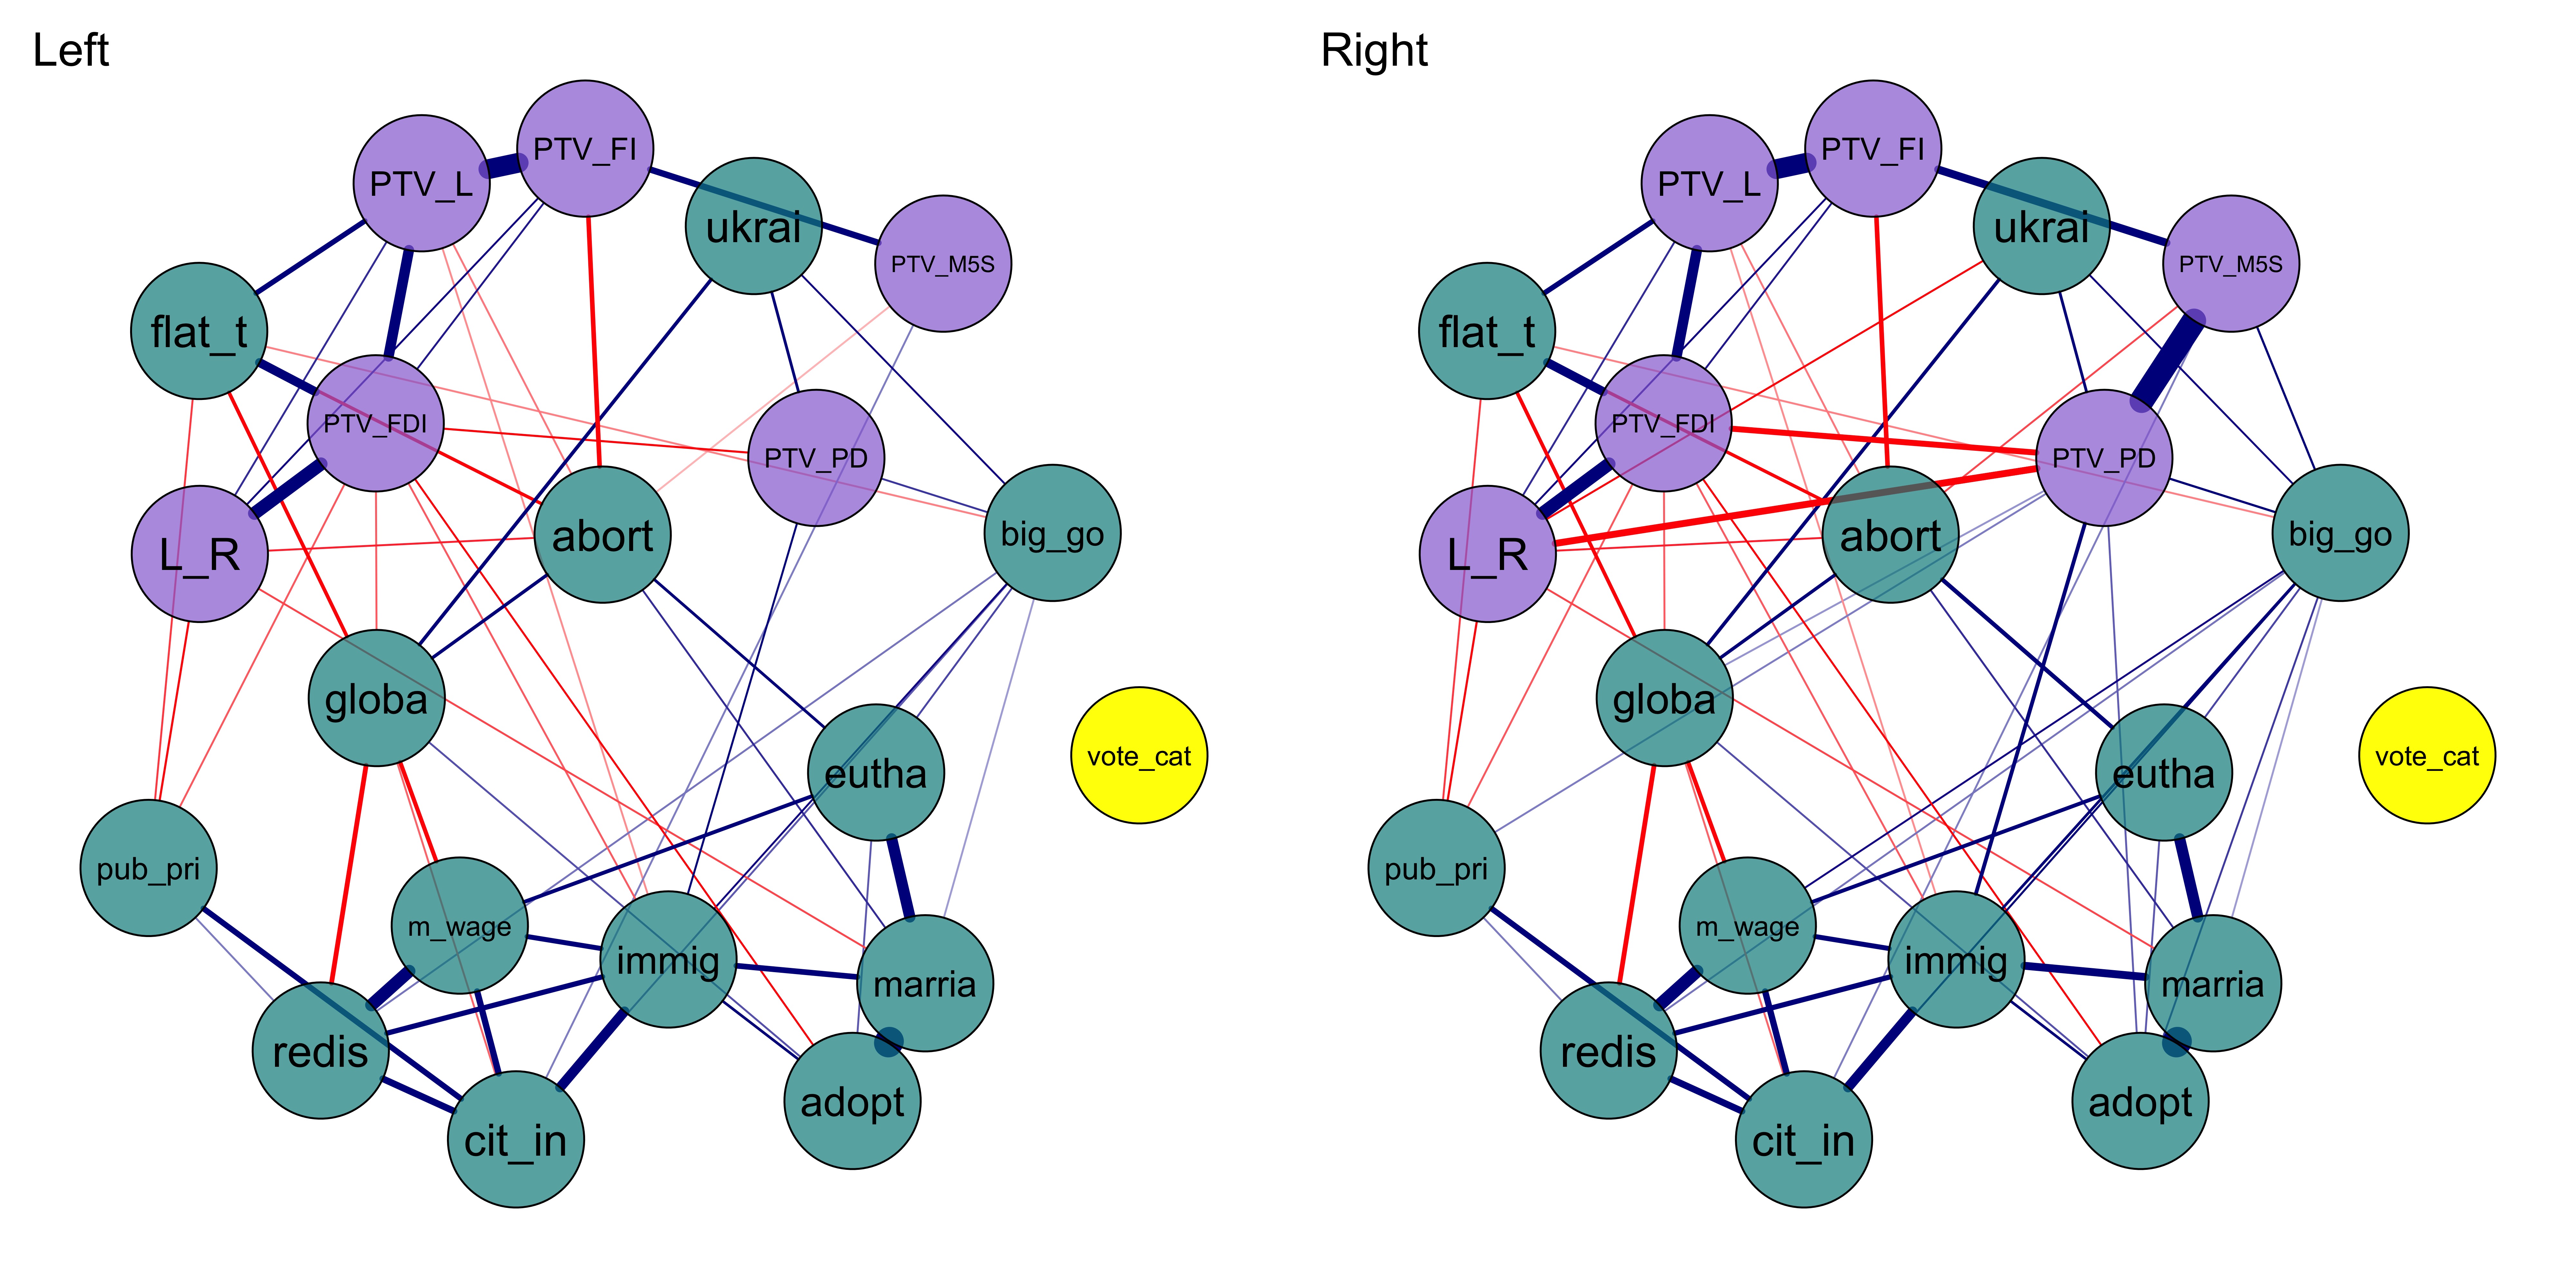 Left
PTV_FI
PTV_L
ukrai
PTV_M5S
flat_t
PTV_FDI
PTV_PD
big_go
abort
L_R
globa
vote_cat
eutha
pub_pri
m_wage
immig
marria
redis
adopt
cit_in
Right
PTV_FI
PTV_L
ukrai
PTV_M5S
flat_t
PTV_FDI
PTV_PD
big_go
abort
L_R
globa
vote_cat
eutha
pub_pri
m_wage
immig
marria
redis
adopt
cit_in